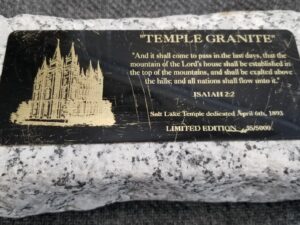 "TEMPLE GRANITE"
"And it shall come to pass in the last days, that the
mountain of the Lord's house shall be established in
the top of the mountains, and shall be exalted above
the hills; and all nations shall flow unto it."
ISAIAH 2:2
Salt Lake Temple dedicated April 6th, 1893
LIMITED EDITION /5000